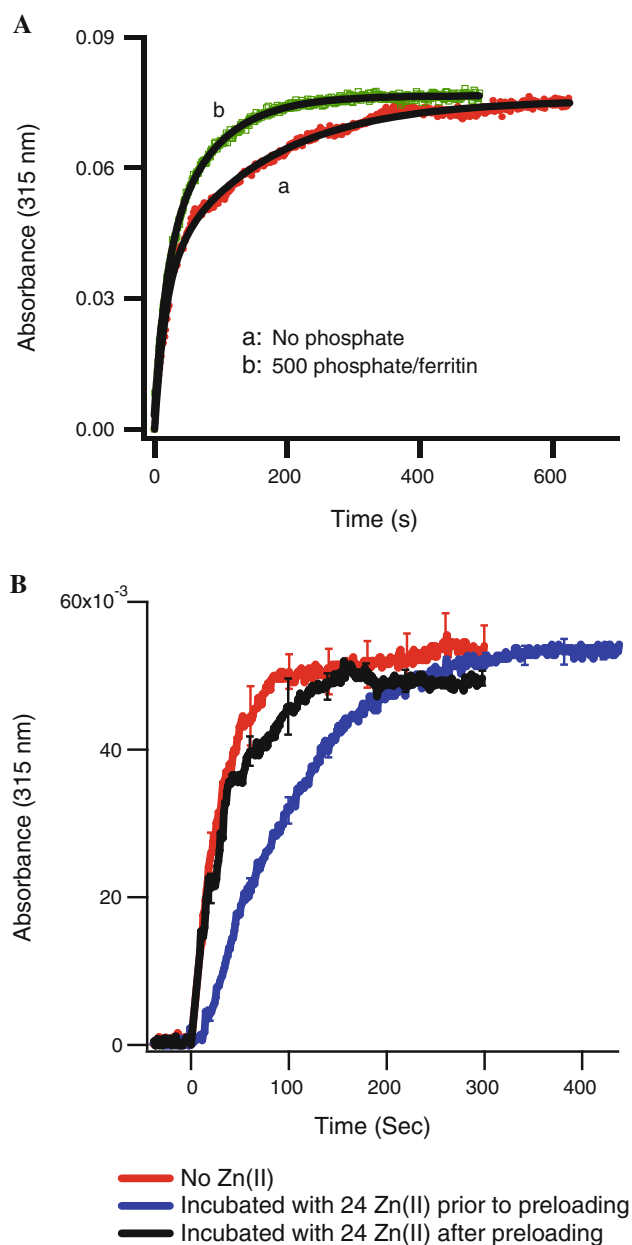 A
0.09
0.06
0.03
0.00
Absorbance (315 nm)
b
a
a: No phosphate
b: 500 phosphate/ferritin
0 200 400 600
Time (s)
B
60x10⁻³
40
20
0
Absorbance (315 nm)
0 100 200 300 400
Time (Sec)
No Zn(II)
Incubated with 24 Zn(II) prior to preloading
Incubated with 24 Zn(II) after preloading